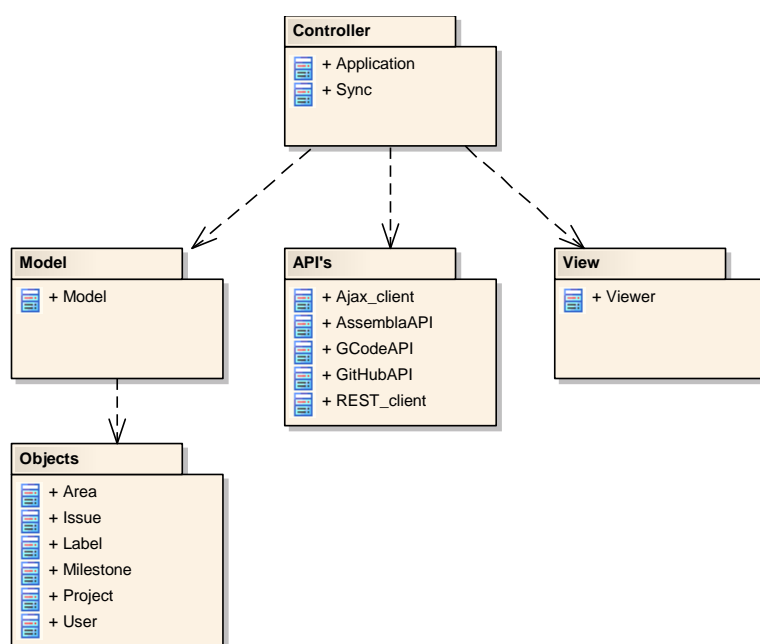 Controller
+ Application
+ Sync
Model
+ Model
API's
+ Ajax_client
+ AssemblaAPI
+ GCodeAPI
+ GitHubAPI
+ REST_client
View
+ Viewer
Objects
+ Area
+ Issue
+ Label
+ Milestone
+ Project
+ User